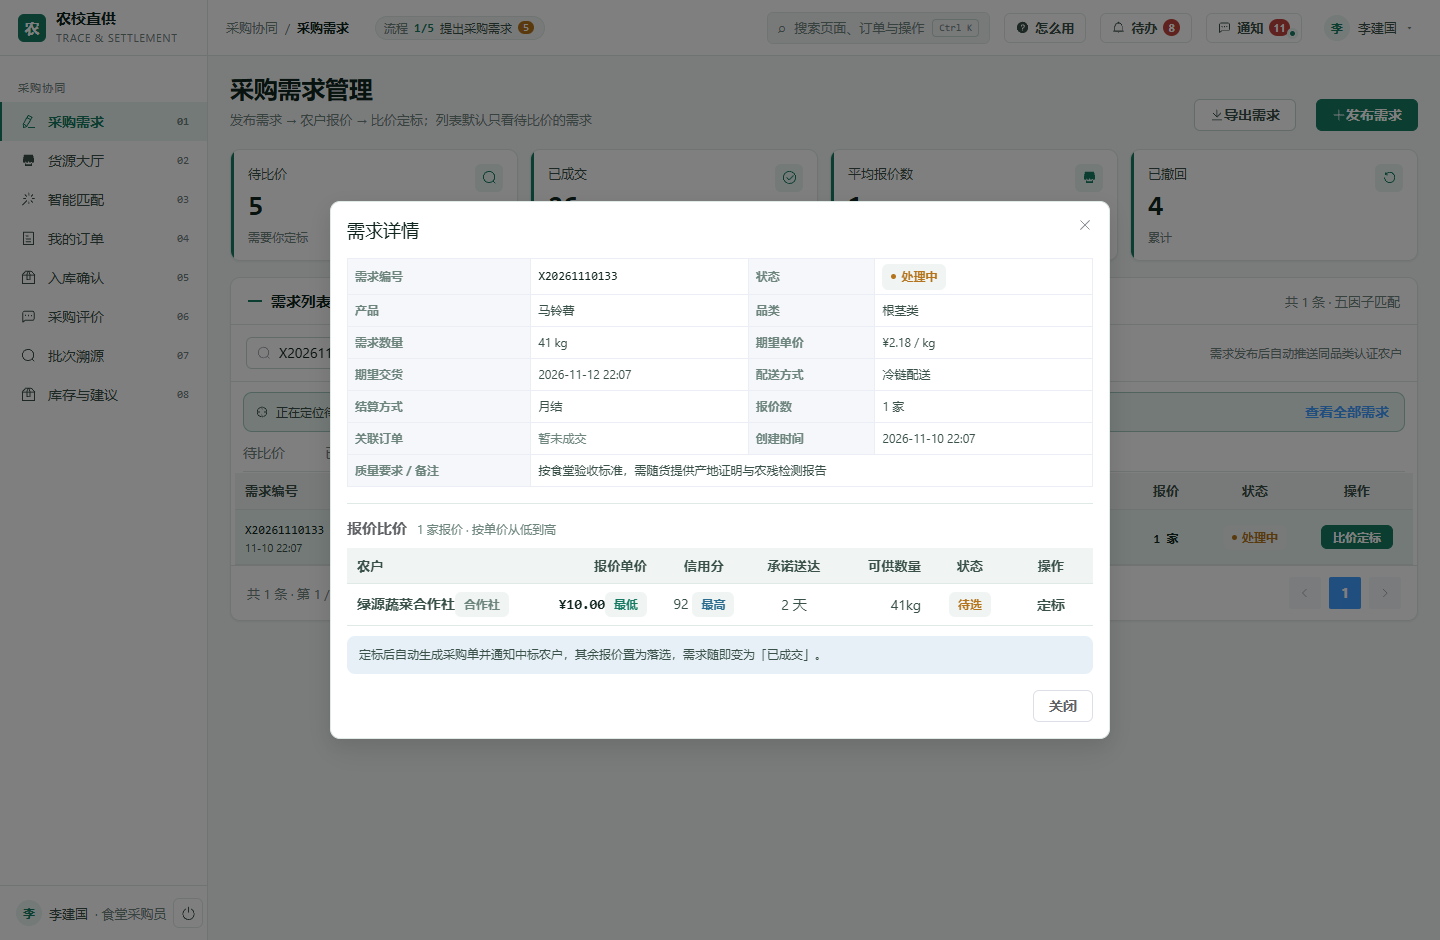 农校直供
TRACE & SETTLEMENT
采购协同 / 采购需求
流程 1/5 提出采购需求 5
搜索页面、订单与操作 Ctrl K
怎么用
待办 8
通知 11
李 李建国
采购协同
采购需求 01
货源大厅 02
智能匹配 03
我的订单 04
入库确认 05
采购评价 06
批次溯源 07
库存与建议 08
李 李建国 · 食堂采购员
采购需求管理
发布需求 → 农户报价 → 比价定标；列表默认只看待比价的需求
导出需求
发布需求
待比价
5
需要你定标
已成交
平均报价数
已撤回
4
累计
需求列表
共 1 条 · 五因子匹配
X202611
需求发布后自动推送同品类认证农户
正在定位
查看全部需求
待比价
需求编号 报价 状态 操作
X20261110133 1 家 处理中 比价定标
11-10 22:07
共 1 条 · 第 1 /
1
需求详情
需求编号 X20261110133 状态 处理中
产品 马铃薯 品类 根茎类
需求数量 41 kg 期望单价 ¥2.18 / kg
期望交货 2026-11-12 22:07 配送方式 冷链配送
结算方式 月结 报价数 1 家
关联订单 暂未成交 创建时间 2026-11-10 22:07
质量要求 / 备注 按食堂验收标准，需随货提供产地证明与农残检测报告
报价比价 1 家报价 · 按单价从低到高
农户 报价单价 信用分 承诺送达 可供数量 状态 操作
绿源蔬菜合作社 合作社 ¥10.00 最低 92 最高 2 天 41kg 待选 定标
定标后自动生成采购单并通知中标农户，其余报价置为落选，需求随即变为「已成交」。
关闭